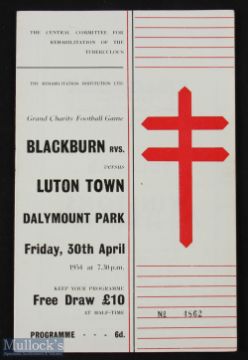 THE CENTRAL COMMITTEE FOR
REHABILITATION OF THE
TUBERCULOUS
THE REHABILITATION INSTITUTION LTD.
Grand Charity Football Game
BLACKBURN RVS.
versus
LUTON TOWN
DALYMOUNT PARK
Friday, 30th April
1954 at 7.30 p.m.
KEEP YOUR PROGRAMME
Free Draw £10
AT HALF-TIME
PROGRAMME - - - 6d.
No 4562
Mullock's